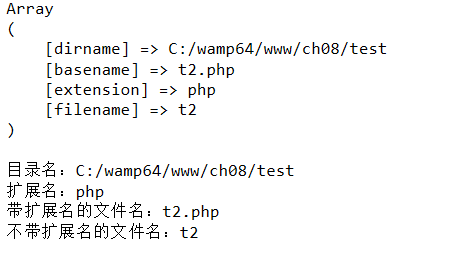 Array
(
    [dirname] => C:/wamp64/www/ch08/test
    [basename] => t2.php
    [extension] => php
    [filename] => t2
)
目录名：C:/wamp64/www/ch08/test
扩展名：php
带扩展名的文件名：t2.php
不带扩展名的文件名：t2